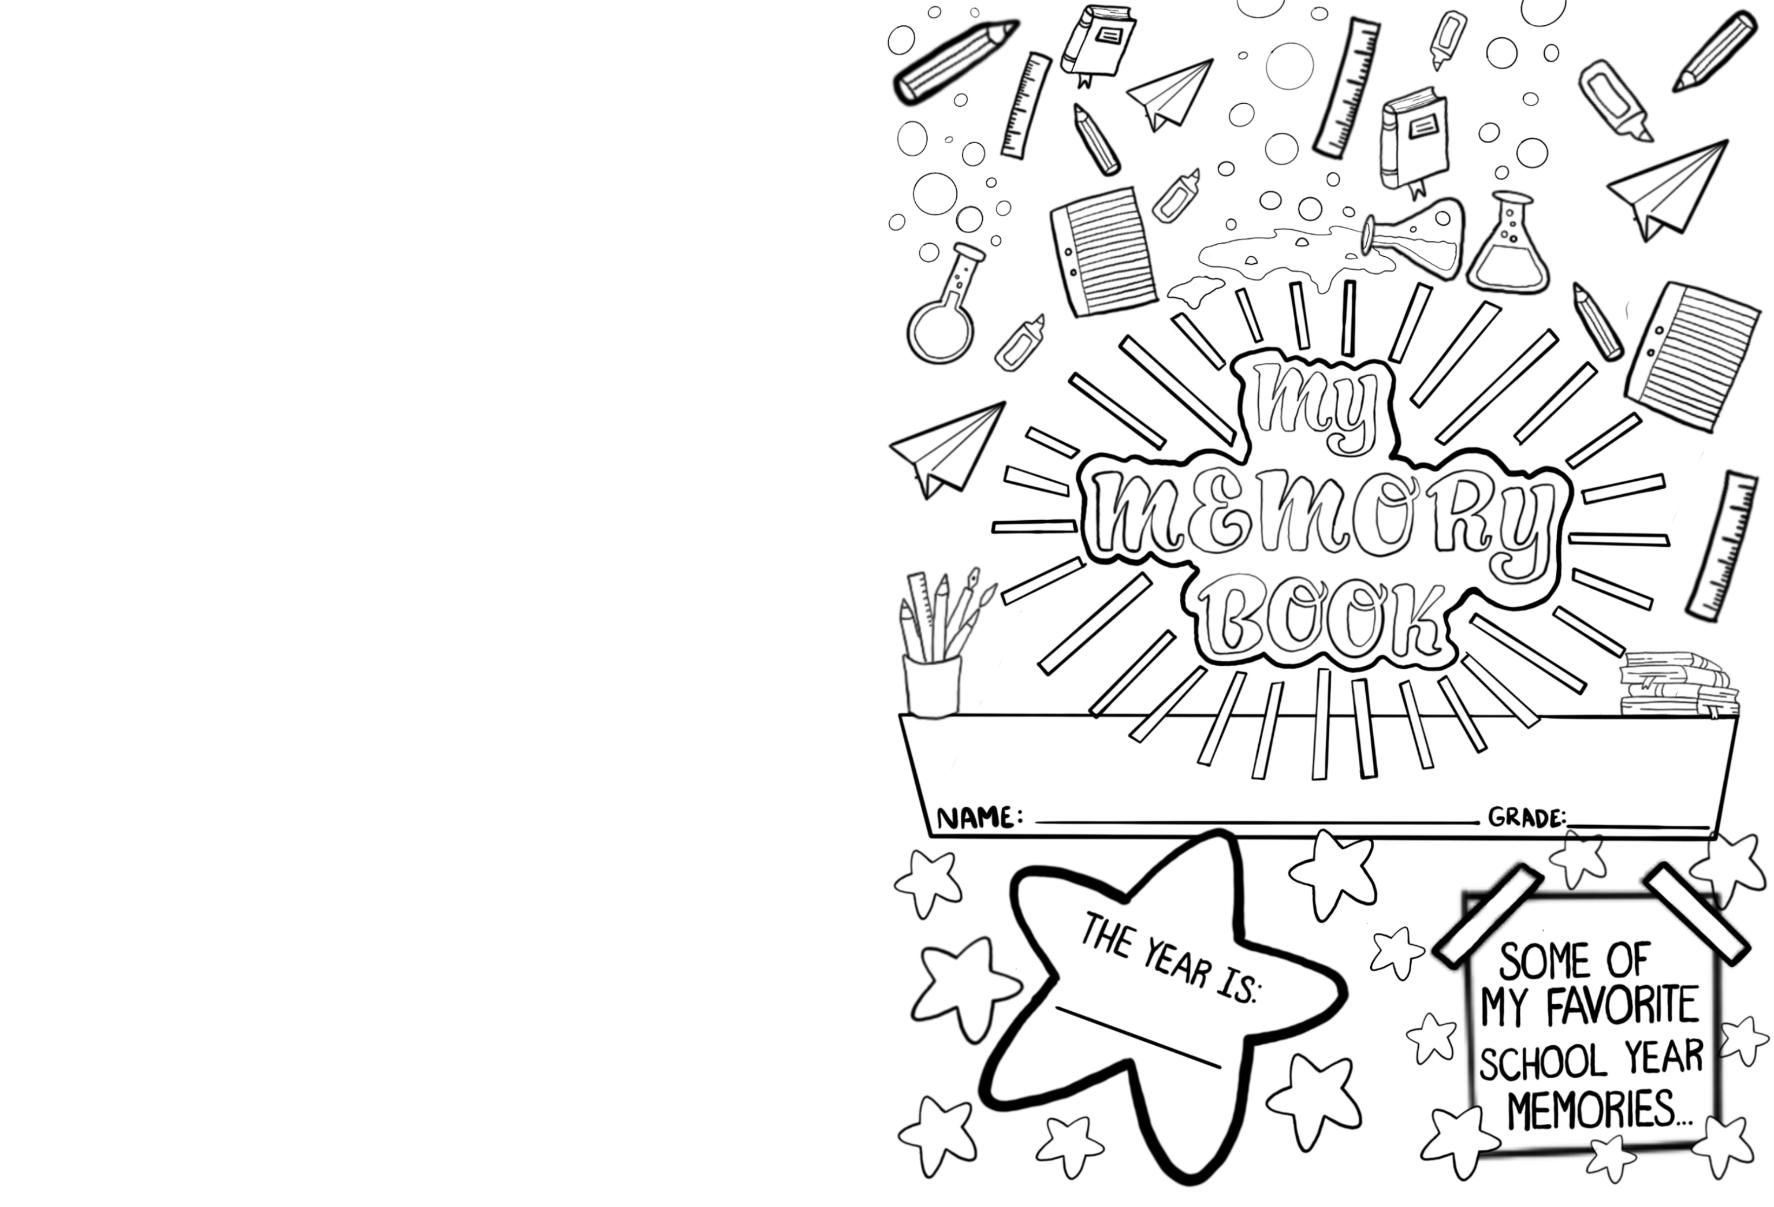 My
MEMORY
BOOK
NAME:
GRADE:
THE YEAR IS:
SOME OF
MY FAVORITE
SCHOOL YEAR
MEMORIES...